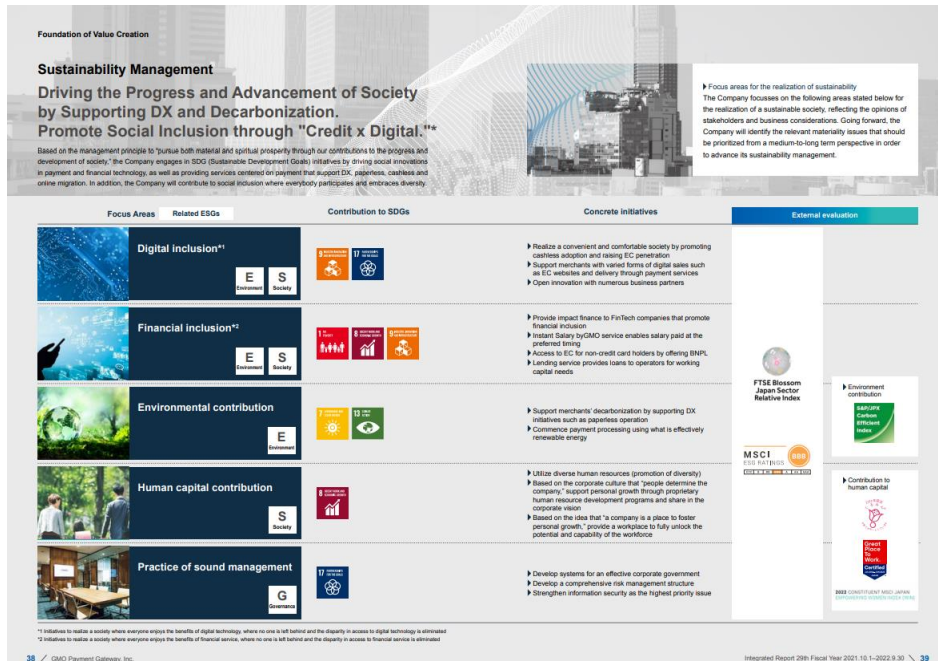 Foundation of Value Creation
Sustainability Management
Driving the Progress and Advancement of Society
by Supporting DX and Decarbonization.
Promote Social Inclusion through "Credit x Digital."*
Based on the management principle to "pursue both material and spiritual prosperity through our contributions to the progress and
development of society," the Company engages in SDG (Sustainable Development Goals) initiatives by driving social innovations
in payment and financial technology, as well as providing services centered on payment that support DX, paperless, cashless and
online migration. In addition, the Company will contribute to social inclusion where everybody participates and embraces diversity.
Focus areas for the realization of sustainability
The Company focusses on the following areas stated below for
the realization of a sustainable society, reflecting the opinions of
stakeholders and business considerations. Going forward, the
Company will identify the relevant materiality issues that should
be prioritized from a medium-to-long term perspective in order
to advance its sustainability management.
Focus Areas
Related ESGs
Contribution to SDGs
Concrete initiatives
External evaluation
Digital inclusion*1
E
Environment
S
Society
9
17
Realize a convenient and comfortable society by promoting
cashless adoption and raising EC penetration
Support merchants with varied forms of digital sales such
as EC websites and delivery through payment services
Open innovation with numerous business partners
Financial inclusion*2
E
Environment
S
Society
1
8
9
Provide impact finance to FinTech companies that promote
financial inclusion
Instant Salary byGMO service enables salary paid at the
preferred timing
Access to EC for non-credit card holders by offering BNPL
Lending service provides loans to operators for working
capital needs
Environmental contribution
E
Environment
7
13
Support merchants' decarbonization by supporting DX
initiatives such as paperless operation
Commence payment processing using what is effectively
renewable energy
Human capital contribution
S
Society
8
Utilize diverse human resources (promotion of diversity)
Based on the corporate culture that "people determine the
company," support personal growth through proprietary
human resource development programs and share in the
corporate vision
Based on the idea that "a company is a place to foster
personal growth," provide a workplace to fully unlock the
potential and capability of the workforce
Practice of sound management
G
Governance
17
Develop systems for an effective corporate government
Develop a comprehensive risk management structure
Strengthen information security as the highest priority issue
FTSE Blossom
Japan Sector
Relative Index
MSCI
ESG RATINGS
BBB
Environment
contribution
S&P/JPX
Carbon
Efficient
Index
Contribution to
human capital
Great
Place
To
Work.
Certified
2022 CONSTITUENT MSCI JAPAN
EMPOWERING WOMEN INDEX (WIN)
*1 Initiatives to realize a society where everyone enjoys the benefits of digital technology, where no one is left behind and the disparity in access to digital technology is eliminated
*2 Initiatives to realize a society where everyone enjoys the benefits of financial service, where no one is left behind and the disparity in access to financial service is eliminated
38 / GMO Payment Gateway, Inc.
Integrated Report 29th Fiscal Year 2021.10.1–2022.9.30 \ 39